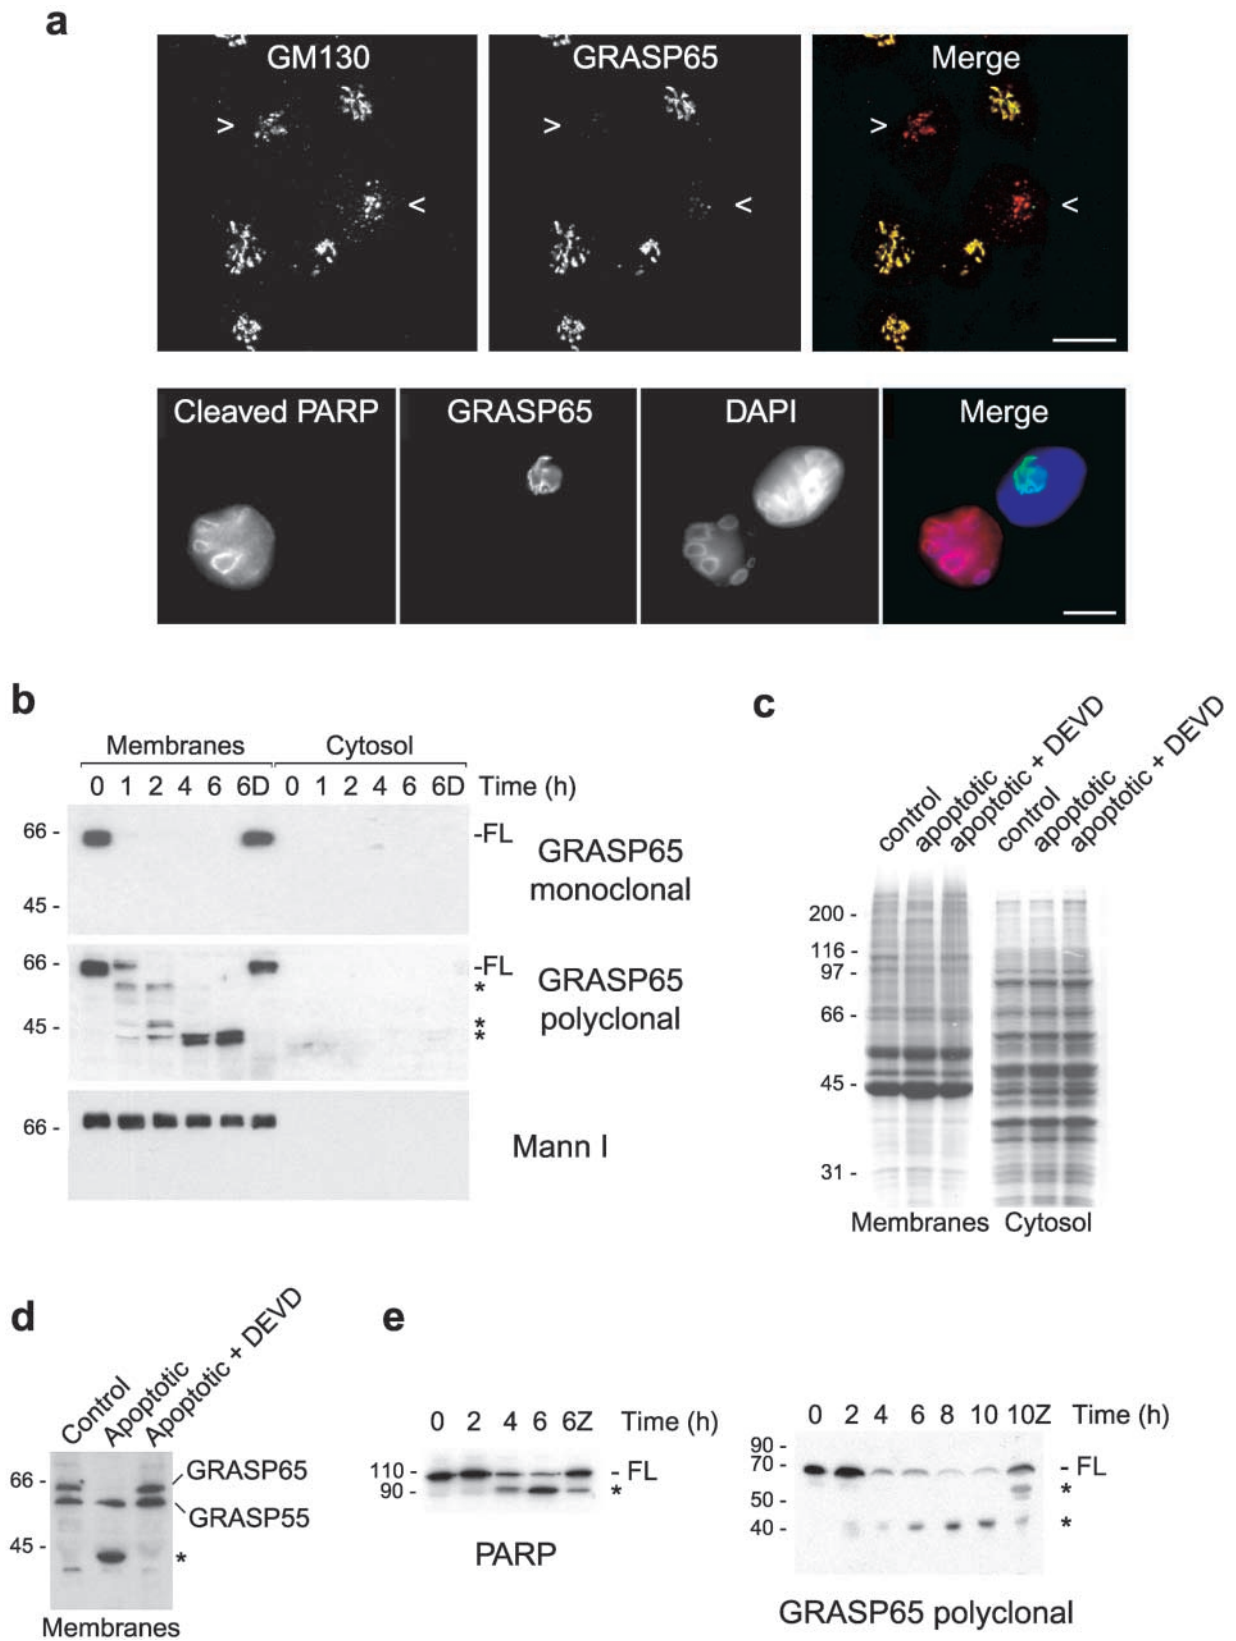 a
GM130 GRASP65 Merge
> > >
< < <
Cleaved PARP GRASP65 DAPI Merge
b
Membranes Cytosol
0 1 2 4 6 6D 0 1 2 4 6 6D Time (h)
66 - -FL
GRASP65
monoclonal
45 -
66 - -FL
*
GRASP65
polyclonal
45 - *
*
66 -
Mann I
c
control apoptotic apoptotic + DEVD control apoptotic apoptotic + DEVD
200 -
116 -
97 -
66 -
45 -
31 -
Membranes Cytosol
d
Control Apoptotic Apoptotic + DEVD
66 - GRASP65
GRASP55
45 - *
Membranes
e
0 2 4 6 6Z Time (h)
110 - - FL
90 - *
PARP
0 2 4 6 8 10 10Z Time (h)
90 -
70 - - FL
*
50 -
40 - *
GRASP65 polyclonal